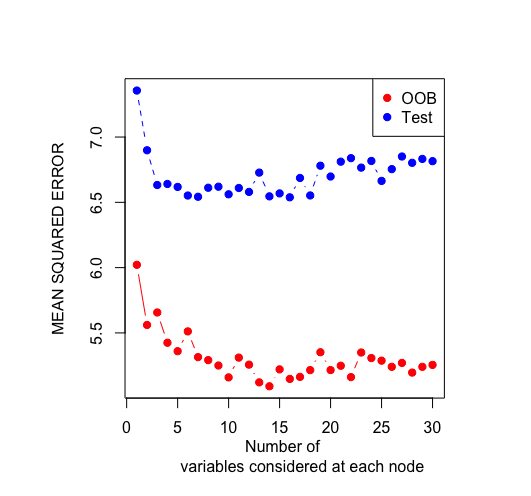 OOB
Test
MEAN SQUARED ERROR
7.0
6.5
6.0
5.5
0 5 10 15 20 25 30
Number of
variables considered at each node